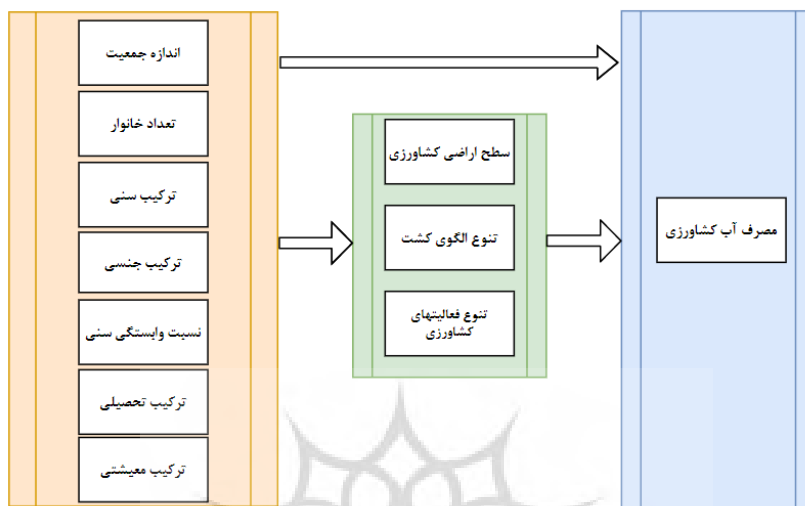 اندازه جمعیت
تعداد خانوار
ترکیب سنی
ترکیب جنسی
نسبت وابستگی سنی
ترکیب تحصیلی
ترکیب معیشتی
سطح اراضی کشاورزی
تنوع الگوی کشت
تنوع فعالیتهای
کشاورزی
مصرف آب کشاورزی